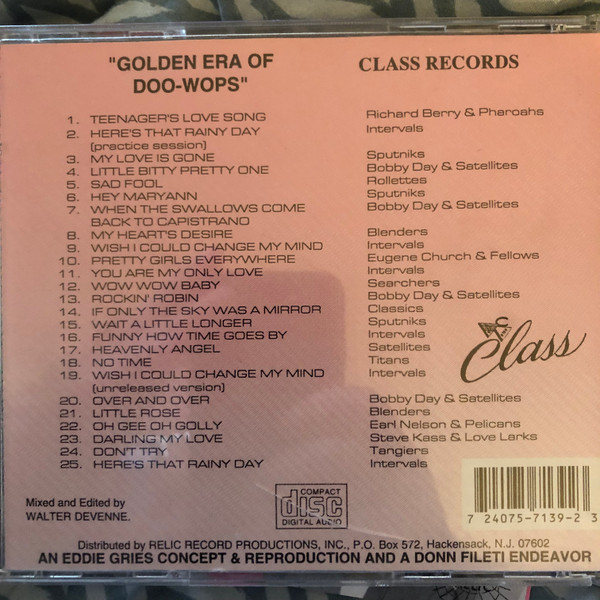 "GOLDEN ERA OF
DOO-WOPS"
CLASS RECORDS
1. TEENAGER'S LOVE SONG Richard Berry & Pharoahs
2. HERE'S THAT RAINY DAY Intervals
(practice session)
3. MY LOVE IS GONE Sputniks
4. LITTLE BITTY PRETTY ONE Bobby Day & Satellites
5. SAD FOOL Rollettes
6. HEY MARYANN Sputniks
7. WHEN THE SWALLOWS COME Bobby Day & Satellites
BACK TO CAPISTRANO
8. MY HEART'S DESIRE Blenders
9. WISH I COULD CHANGE MY MIND Intervals
10. PRETTY GIRLS EVERYWHERE Eugene Church & Fellows
11. YOU ARE MY ONLY LOVE Intervals
12. WOW WOW BABY Searchers
13. ROCKIN' ROBIN Bobby Day & Satellites
14. IF ONLY THE SKY WAS A MIRROR Classics
15. WAIT A LITTLE LONGER Sputniks
16. FUNNY HOW TIME GOES BY Intervals
17. HEAVENLY ANGEL Satellites
18. NO TIME Titans
19. WISH I COULD CHANGE MY MIND Intervals
(unreleased version)
20. OVER AND OVER Bobby Day & Satellites
21. LITTLE ROSE Blenders
22. OH GEE OH GOLLY Earl Nelson & Pelicans
23. DARLING MY LOVE Steve Kass & Love Larks
24. DON'T TRY Tangiers
25. HERE'S THAT RAINY DAY Intervals
Class
Mixed and Edited by
WALTER DEVENNE.
COMPACT
disc
DIGITAL AUDIO
7 24075-7139-2 3
Distributed by RELIC RECORD PRODUCTIONS, INC., P.O. Box 572, Hackensack, N.J. 07602
AN EDDIE GRIES CONCEPT & REPRODUCTION AND A DONN FILETI ENDEAVOR